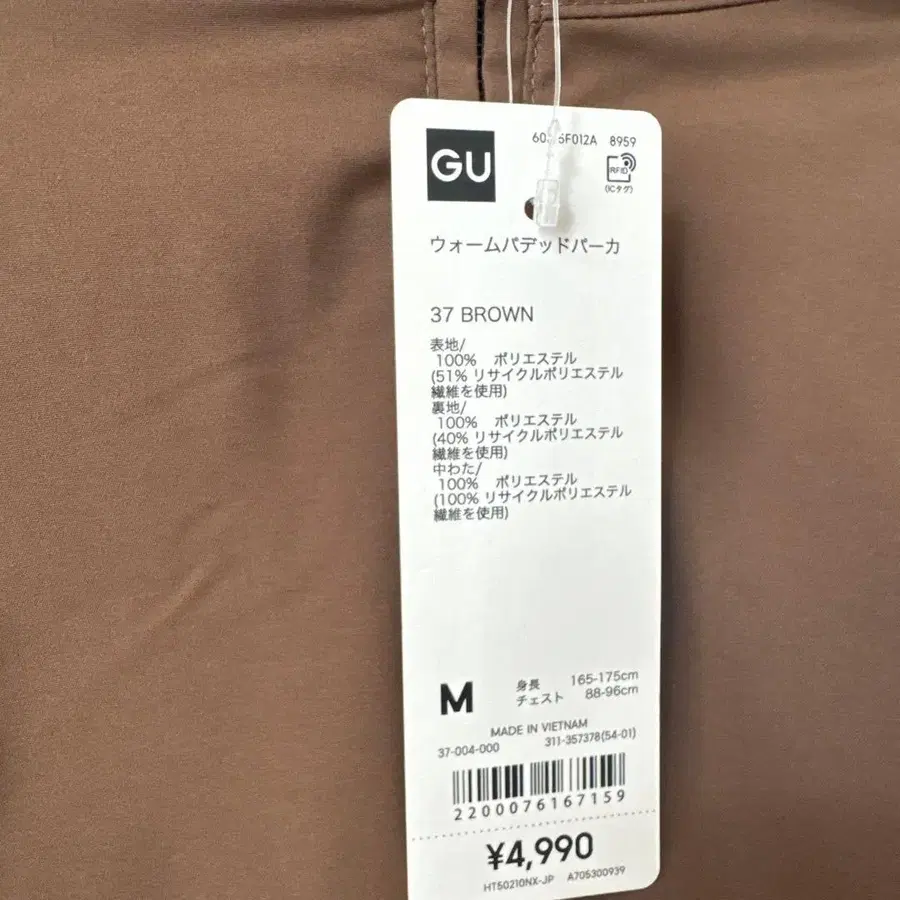 GU
8959
RFID
(ICタグ)
ウォームパデッドパーカ
37 BROWN
表地/
100% ポリエステル
(51% リサイクルポリエステル
繊維を使用)
裏地/
100% ポリエステル
(40% リサイクルポリエステル
繊維を使用)
中わた/
100% ポリエステル
(100% リサイクルポリエステル
繊維を使用)
M
身長 165-175cm
チェスト 88-96cm
MADE IN VIETNAM
37-004-000 311-357378(54-01)
2200076167159
¥4,990
HT50210NX-JP A705300939